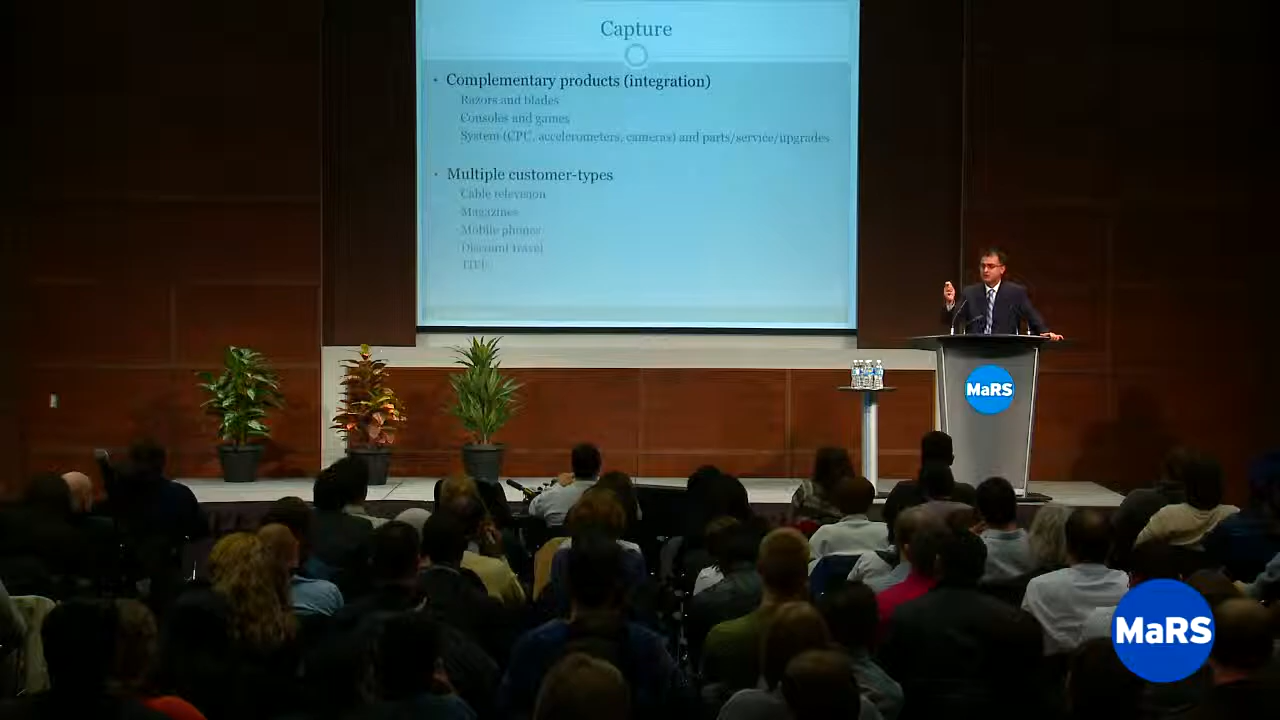 Capture
Complementary products (integration)
Razors and blades
Consoles and games
System (CPC, accelerometers, cameras) and parts/service/upgrades
Multiple customer-types
Cable television
Magazines
Mobile phones
Discount travel
MaRS
MaRS